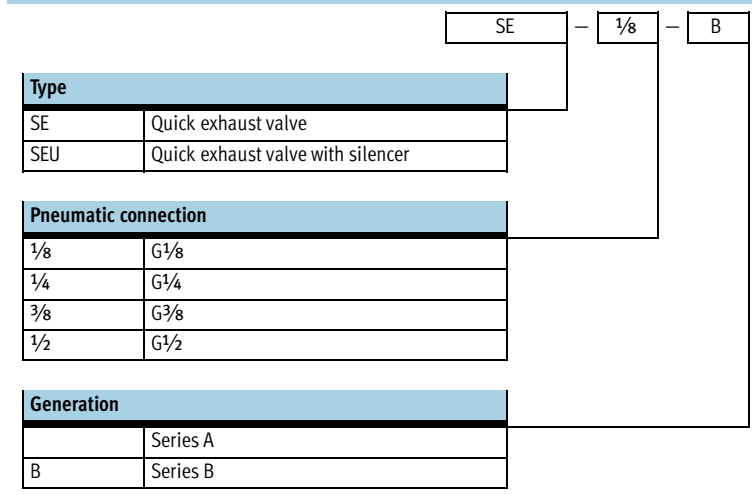 SE – 1/8 – B
Type
SE Quick exhaust valve
SEU Quick exhaust valve with silencer
Pneumatic connection
1/8 G1/8
1/4 G1/4
3/8 G3/8
1/2 G1/2
Generation
Series A
B Series B